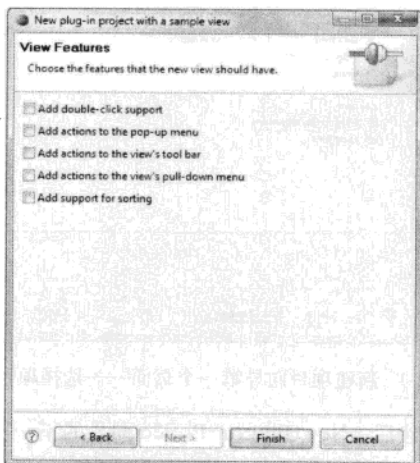 New plug-in project with a sample view
View Features
Choose the features that the new view should have.
Add double-click support
Add actions to the pop-up menu
Add actions to the view's tool bar
Add actions to the view's pull-down menu
Add support for sorting
?
< Back
Next >
Finish
Cancel